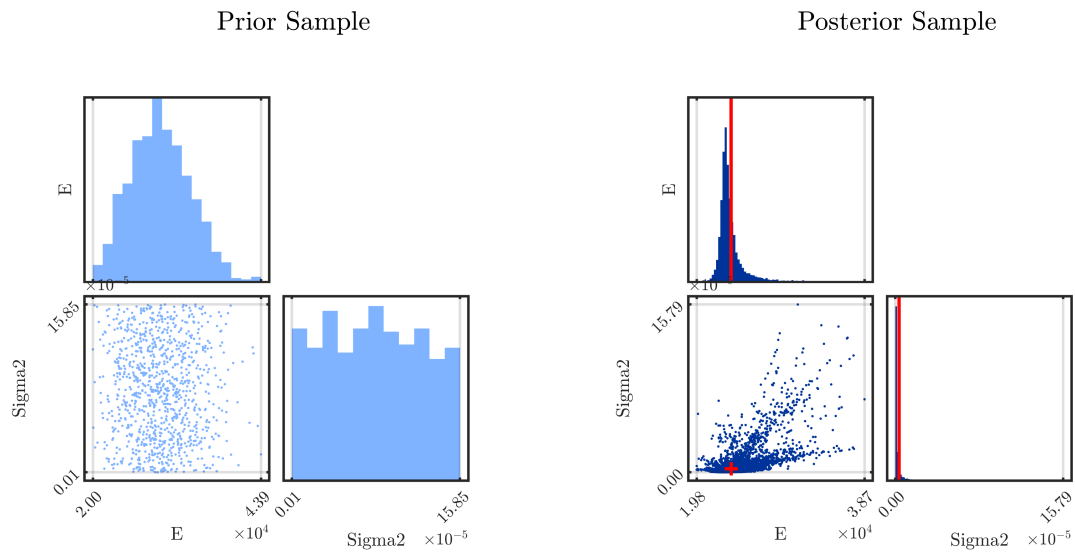 Prior Sample
Posterior Sample
E
E
×10⁻⁵
×10
15.85
0.01
Sigma2
15.79
0.00
Sigma2
2.00
4.39
0.01
15.85
1.98
3.87
0.00
15.79
E
×10⁴
Sigma2
×10⁻⁵
E
×10⁴
Sigma2
×10⁻⁵